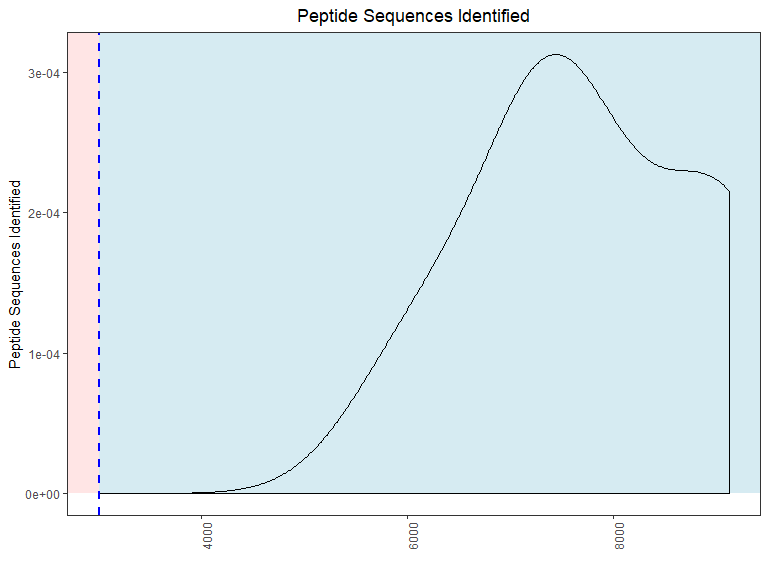 Peptide Sequences Identified
Peptide Sequences Identified
3e-04
2e-04
1e-04
0e+00
4000
6000
8000